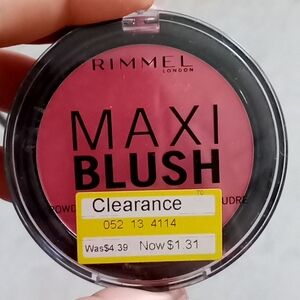 RIMMEL
LONDON
MAXI
BLUSH
Clearance
052 13 4114
Was$4.39 Now$1.31